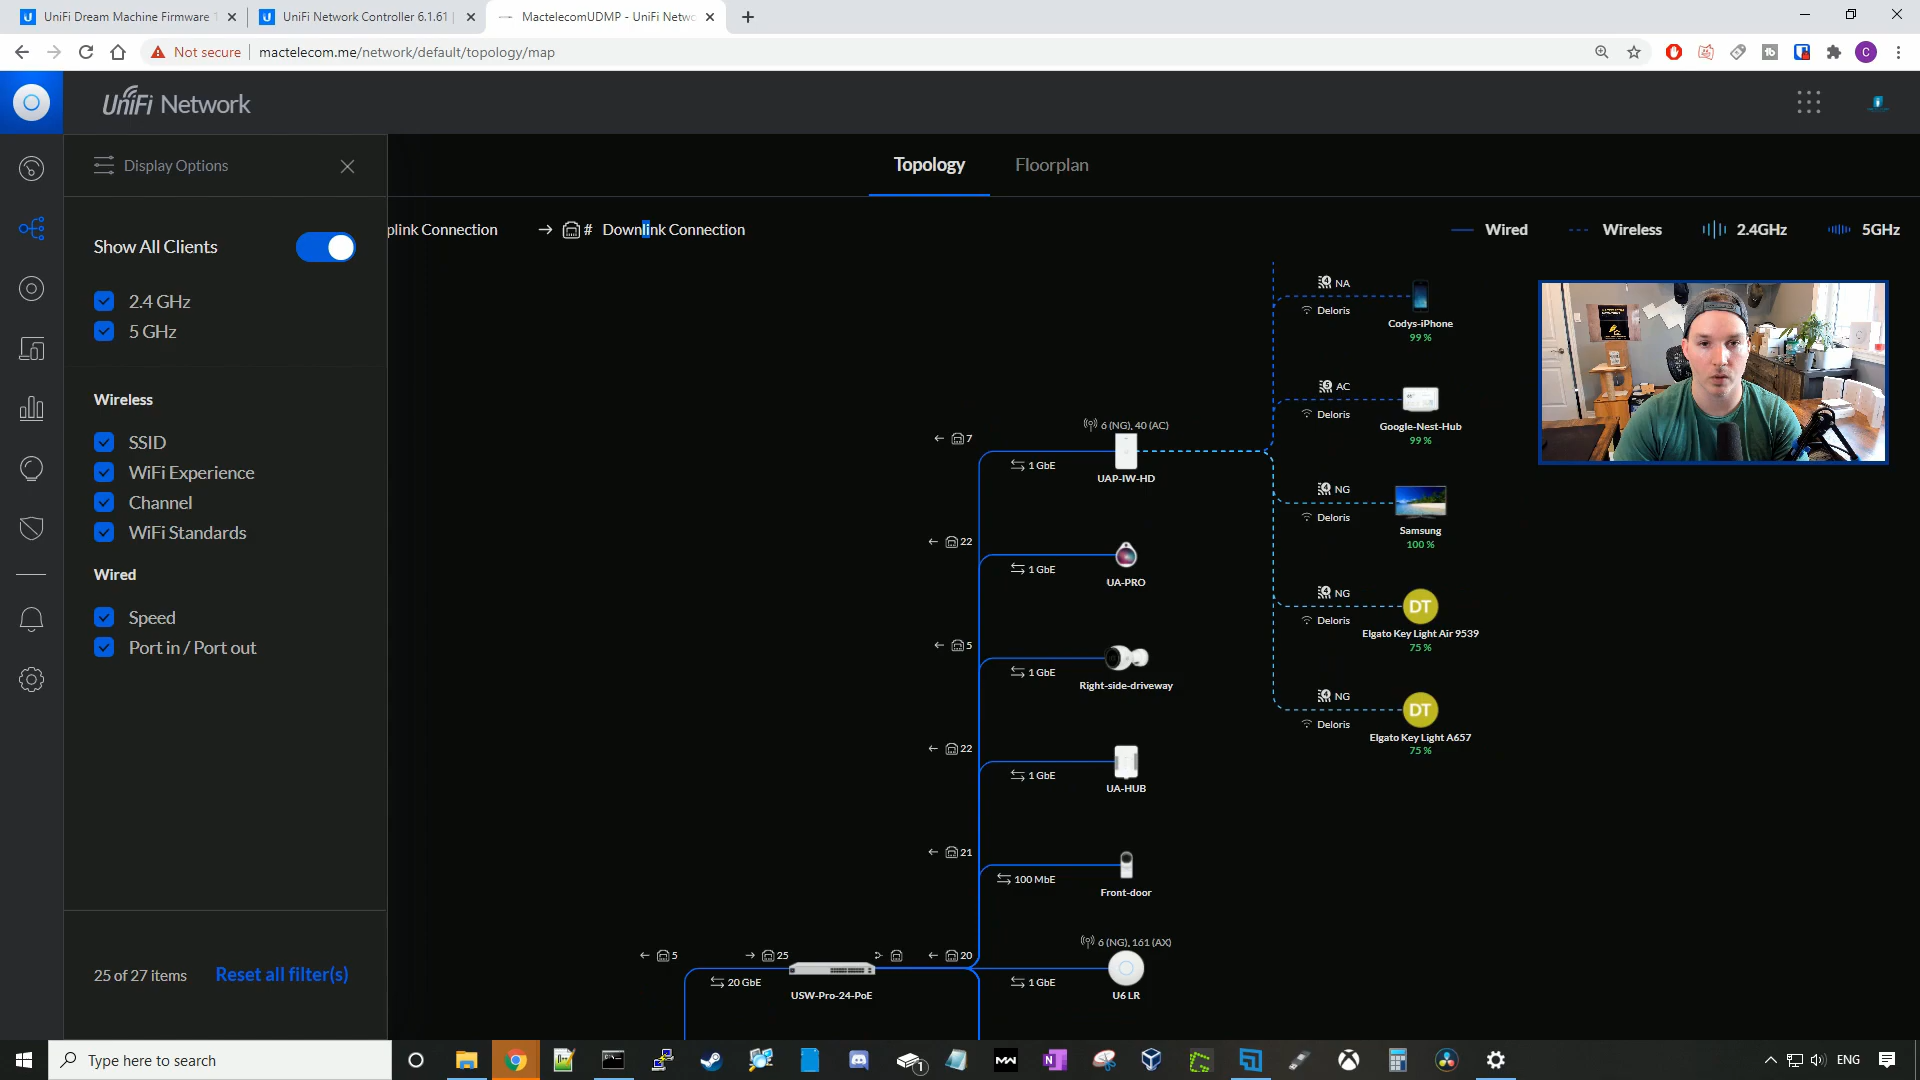 UniFi Dream Machine Firmware 1
UniFi Network Controller 6.1.61 |
MactelecomUDMP - UniFi Netwo
Not secure
mactelecom.me/network/default/topology/map
C
UniFi Network
Display Options
Topology
Floorplan
Show All Clients
2.4 GHz
5 GHz
Wireless
SSID
WiFi Experience
Channel
WiFi Standards
Wired
Speed
Port in / Port out
25 of 27 items
Reset all filter(s)
plink Connection
→ # Downlink Connection
Wired
Wireless
2.4GHz
5GHz
NA
Deloris
Codys-iPhone
99 %
AC
Deloris
Google-Nest-Hub
99 %
NG
Deloris
Samsung
100 %
NG
Deloris
DT
Elgato Key Light Air 9539
75 %
NG
Deloris
DT
Elgato Key Light A657
75 %
6 (NG), 40 (AC)
← 7
1 GbE
UAP-IW-HD
← 22
1 GbE
UA-PRO
← 5
1 GbE
Right-side-driveway
← 22
1 GbE
UA-HUB
← 21
100 MbE
Front-door
6 (NG), 161 (AX)
← 5
→ 25
← 20
20 GbE
1 GbE
USW-Pro-24-PoE
U6 LR
Type here to search
1
ENG